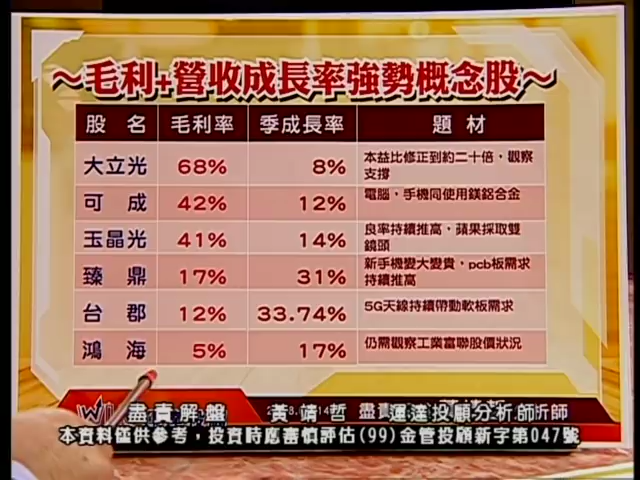 ～毛利+營收成長率強勢概念股～
股名 毛利率 季成長率 題材
大立光 68% 8% 本益比修正到約二十倍，觀察
支撐
可成 42% 12% 電腦，手機同使用鎂鋁合金
玉晶光 41% 14% 良率持續推高，蘋果採取雙
鏡頭
臻鼎 17% 31% 新手機變大變貴，pcb板需求
持續推高
台郡 12% 33.74% 5G天線持續帶動軟板需求
鴻海 5% 17% 仍需觀察工業富聯股價狀況
盡責解盤 黃靖哲 運達投顧分析師
本資料僅供參考，投資時應審慎評估(99)金管投顧新字第047號